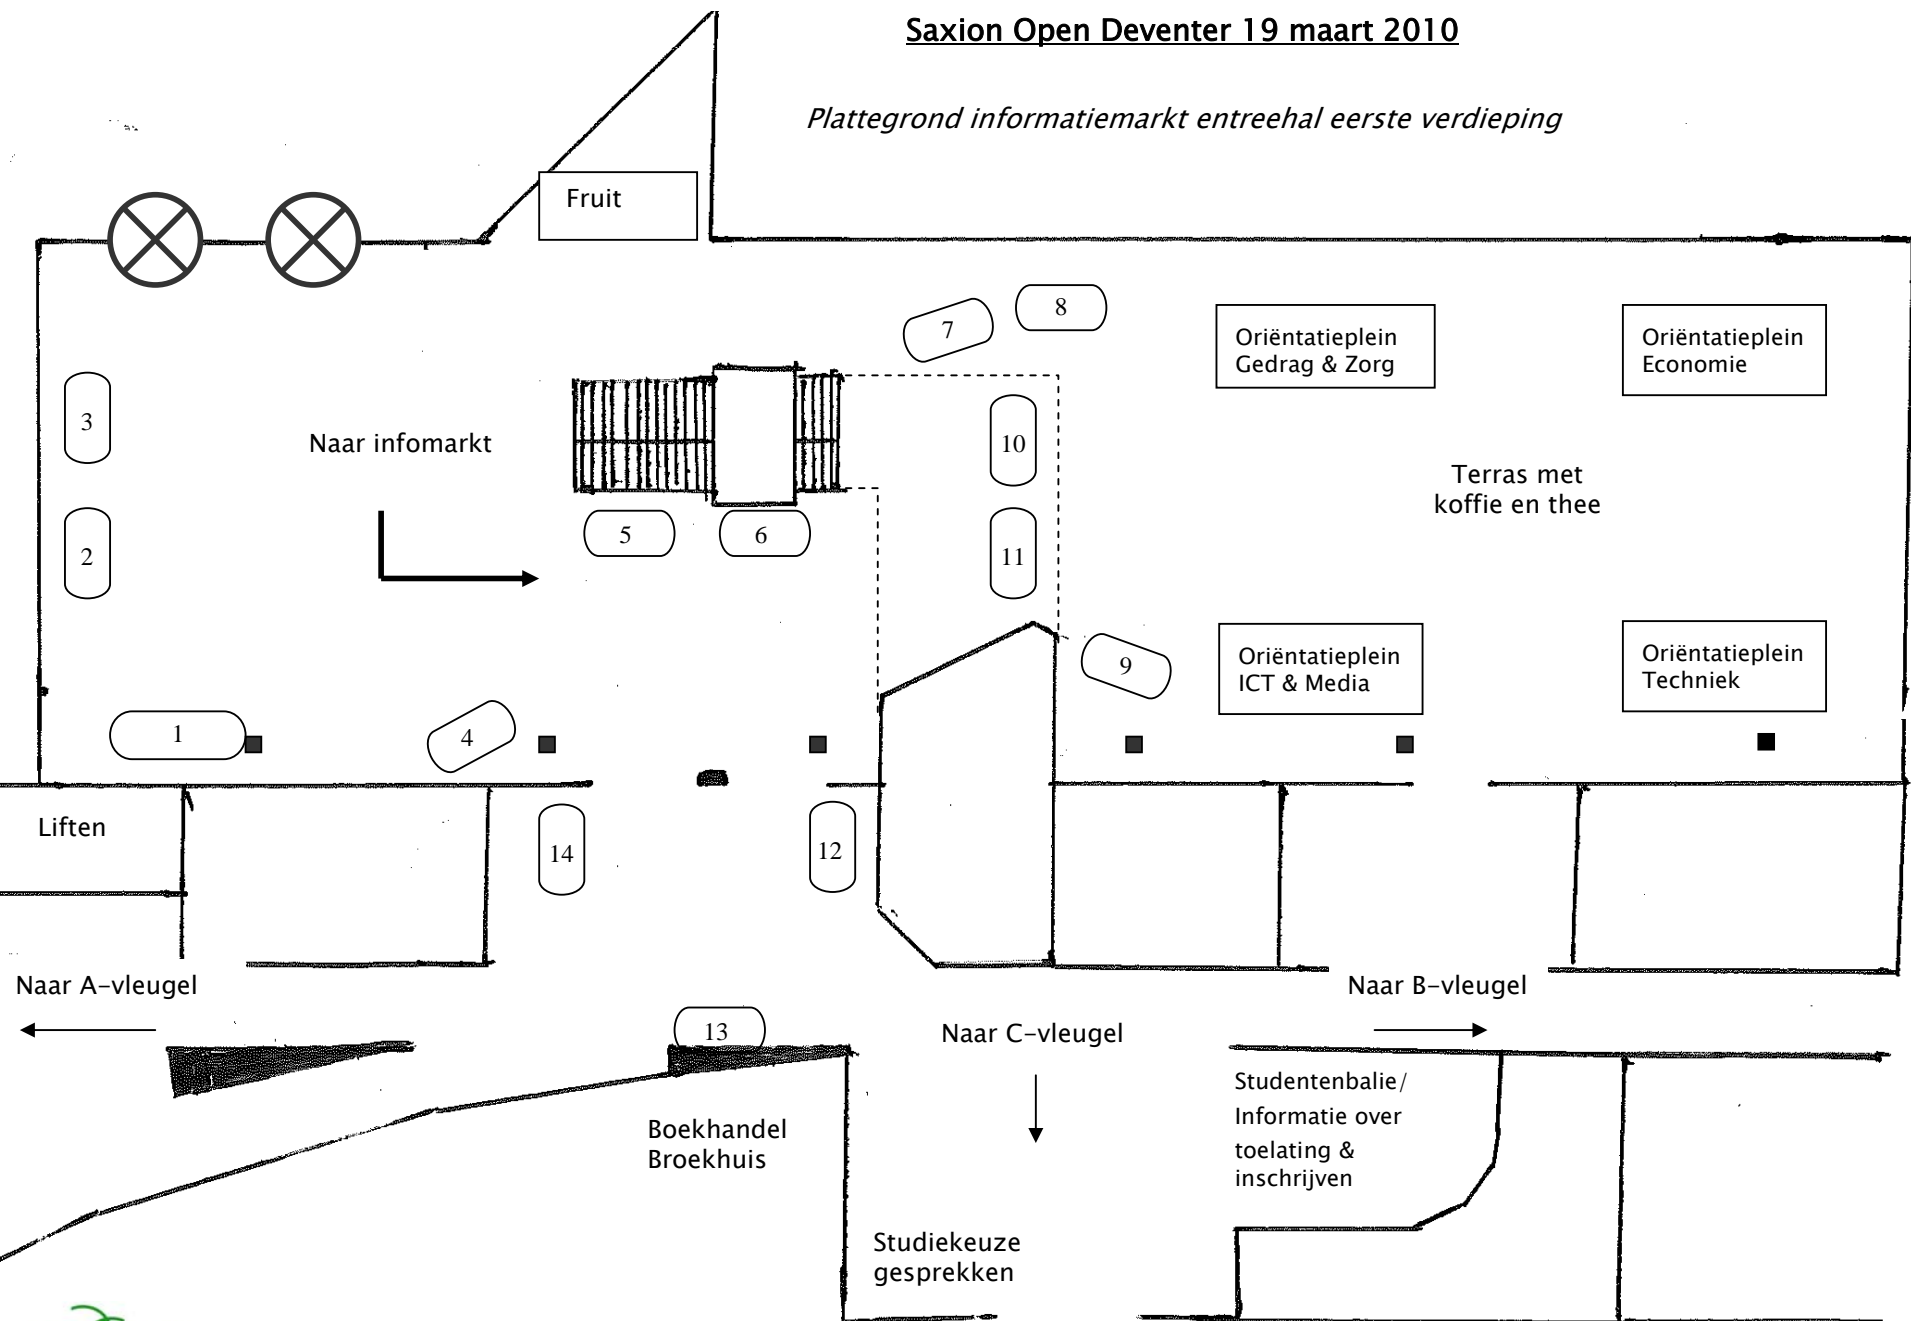 Saxion Open Deventer 19 maart 2010
Plattegrond informatiemarkt entreehal eerste verdieping
Fruit
7
8
Oriëntatieplein
Gedrag & Zorg
Oriëntatieplein
Economie
3
Naar infomarkt
10
Terras met
koffie en thee
2
5
6
11
9
Oriëntatieplein
ICT & Media
Oriëntatieplein
Techniek
1
4
Liften
14
12
Naar A-vleugel
Naar B-vleugel
13
Naar C-vleugel
Studentenbalie/
Informatie over
toelating &
inschrijven
Boekhandel
Broekhuis
Studiekeuze
gesprekken